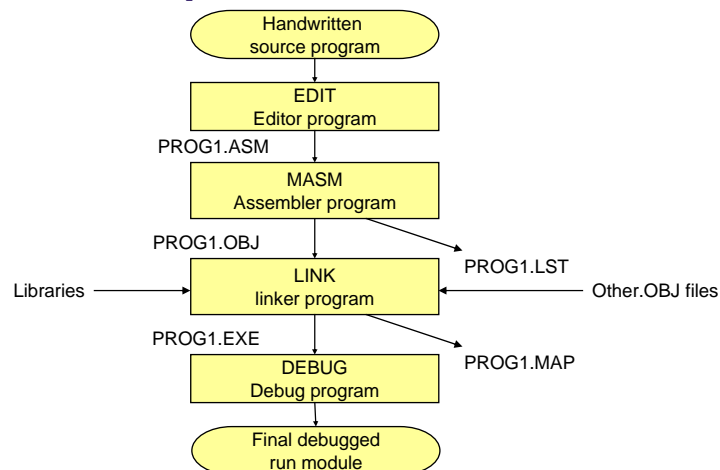 Handwritten
source program
EDIT
Editor program
PROG1.ASM
MASM
Assembler program
PROG1.OBJ
PROG1.LST
Libraries
LINK
linker program
Other.OBJ files
PROG1.EXE
PROG1.MAP
DEBUG
Debug program
Final debugged
run module